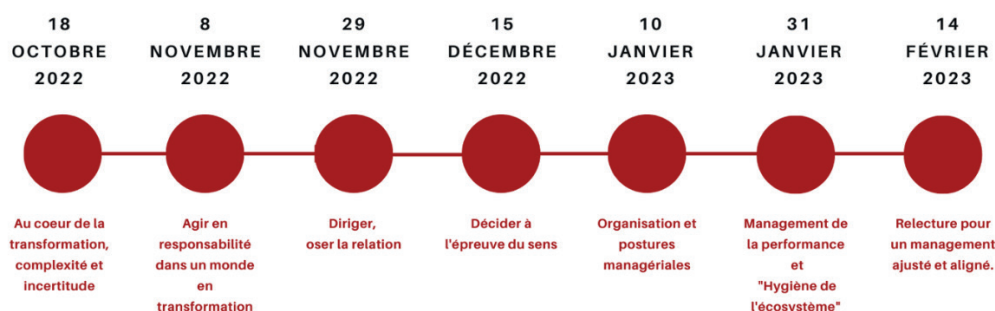 18
OCTOBRE
2022
8
NOVEMBRE
2022
29
NOVEMBRE
2022
15
DÉCEMBRE
2022
10
JANVIER
2023
31
JANVIER
2023
14
FÉVRIER
2023
Au coeur de la
transformation,
complexité et
incertitude
Agir en
responsabilité
dans un monde
en
transformation
Diriger,
oser la relation
Décider à
l'épreuve du sens
Organisation et
postures
managériales
Management de
la performance
et
"Hygiène de
l'écosystème"
Relecture pour
un management
ajusté et aligné.